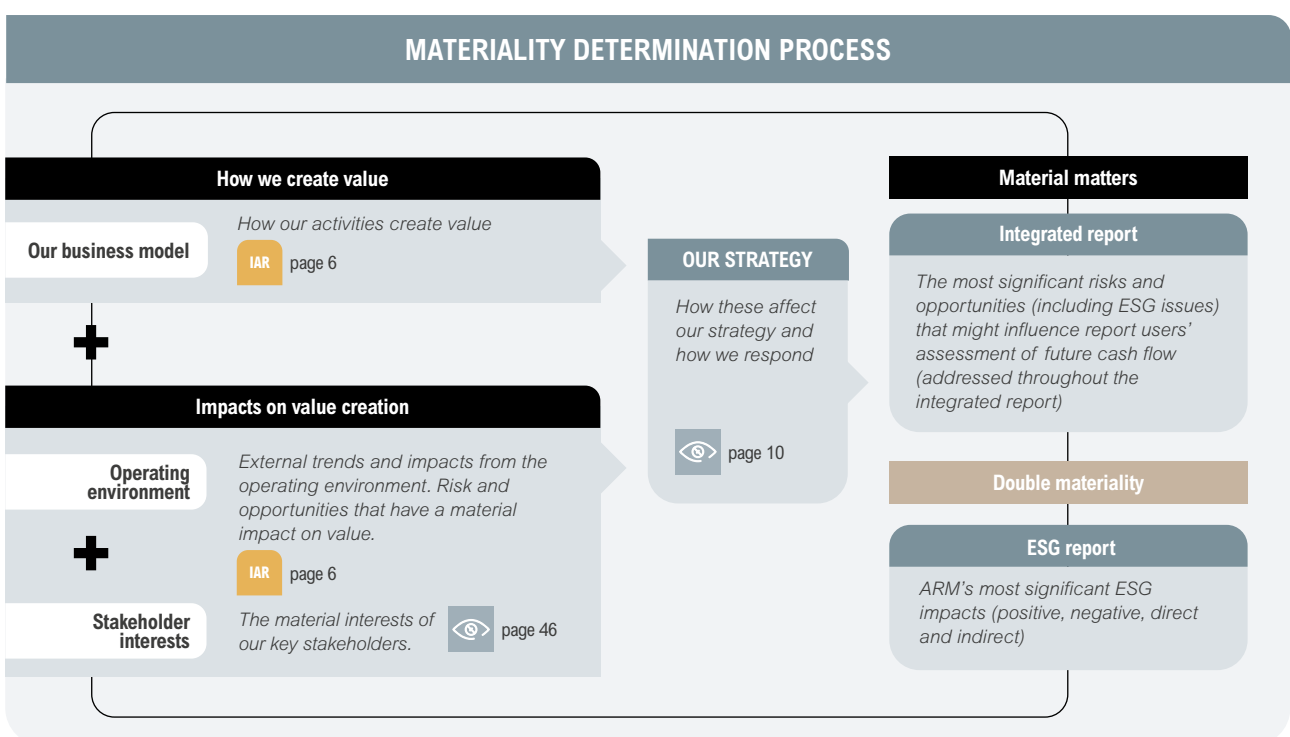 MATERIALITY DETERMINATION PROCESS
How we create value
Our business model
How our activities create value
IAR page 6
Impacts on value creation
Operating
environment
External trends and impacts from the
operating environment. Risk and
opportunities that have a material
impact on value.
IAR page 6
Stakeholder
interests
The material interests of
our key stakeholders.
page 46
OUR STRATEGY
How these affect
our strategy and
how we respond
page 10
Material matters
Integrated report
The most significant risks and
opportunities (including ESG issues)
that might influence report users'
assessment of future cash flow
(addressed throughout the
integrated report)
Double materiality
ESG report
ARM's most significant ESG
impacts (positive, negative, direct
and indirect)